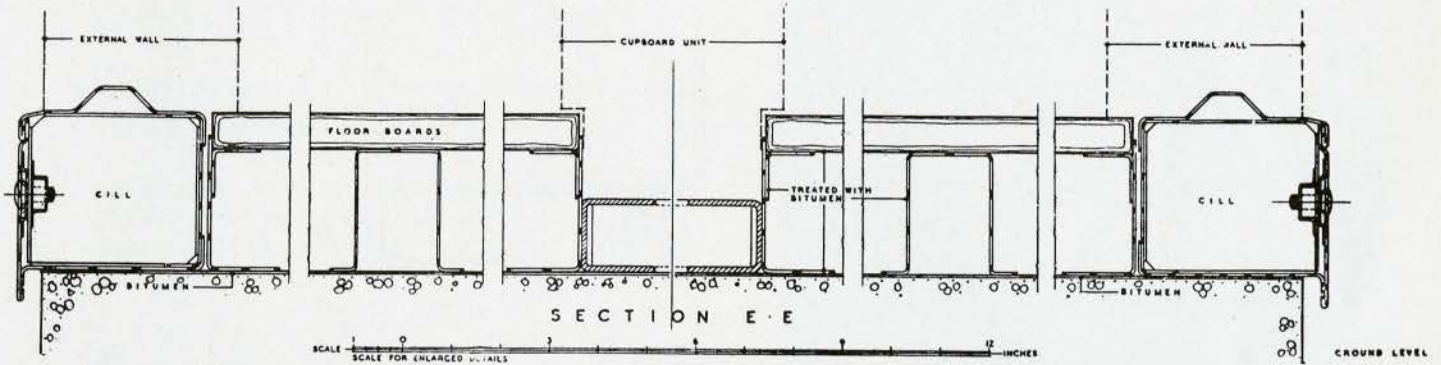 EXTERNAL WALL
CUPBOARD UNIT
EXTERNAL WALL
FLOOR BOARDS
CILL
TREATED WITH
BITUMEN
CILL
BITUMEN
BITUMEN
SECTION E·E
SCALE 1 0 3 6 9 12 INCHES
SCALE FOR ENLARGED DETAILS
GROUND LEVEL